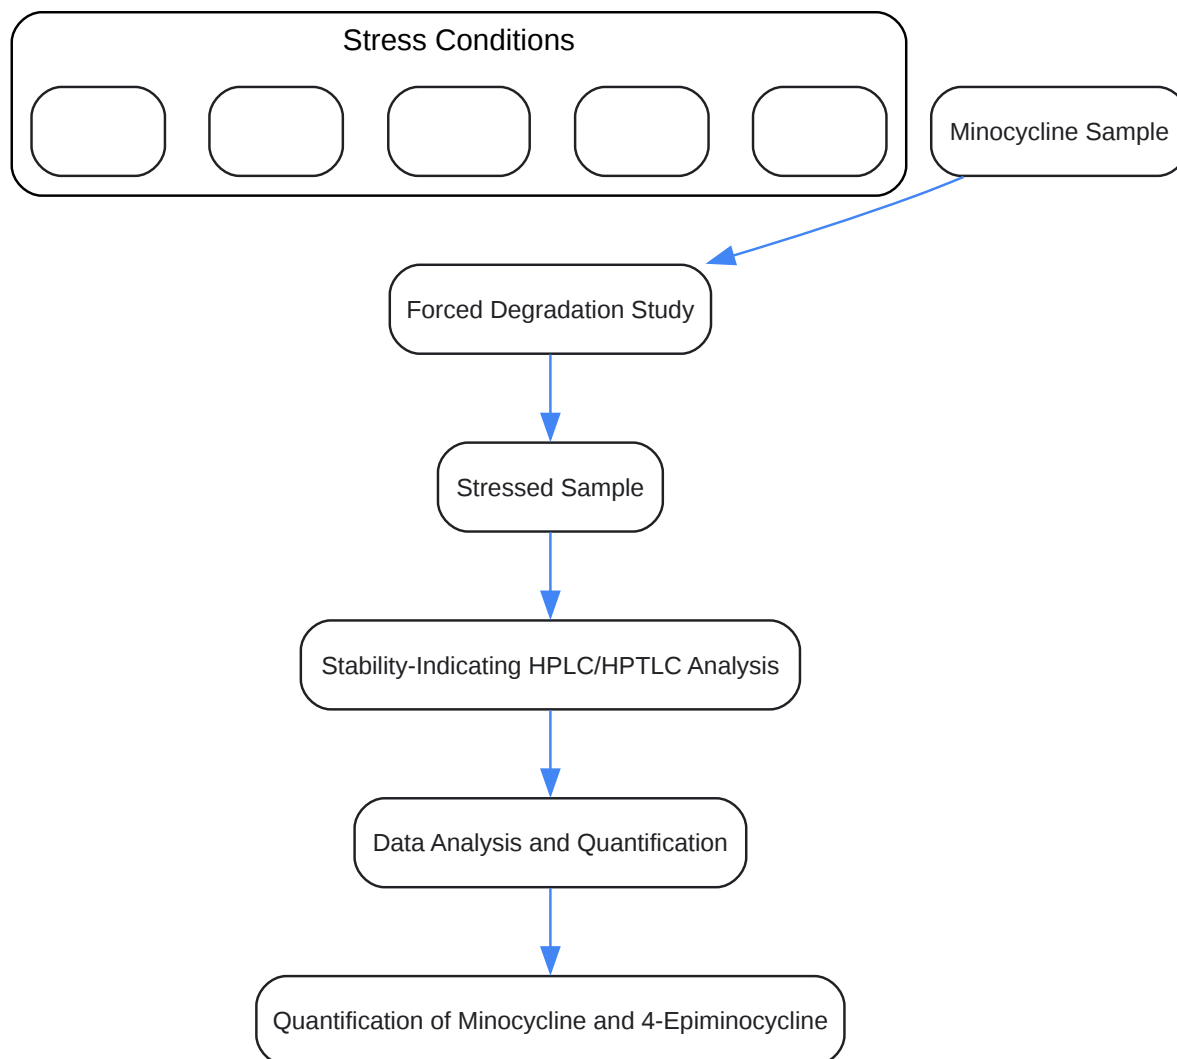 Stress Conditions
Minocycline Sample
Forced Degradation Study
Stressed Sample
Stability-Indicating HPLC/HPTLC Analysis
Data Analysis and Quantification
Quantification of Minocycline and 4-Epiminocycline